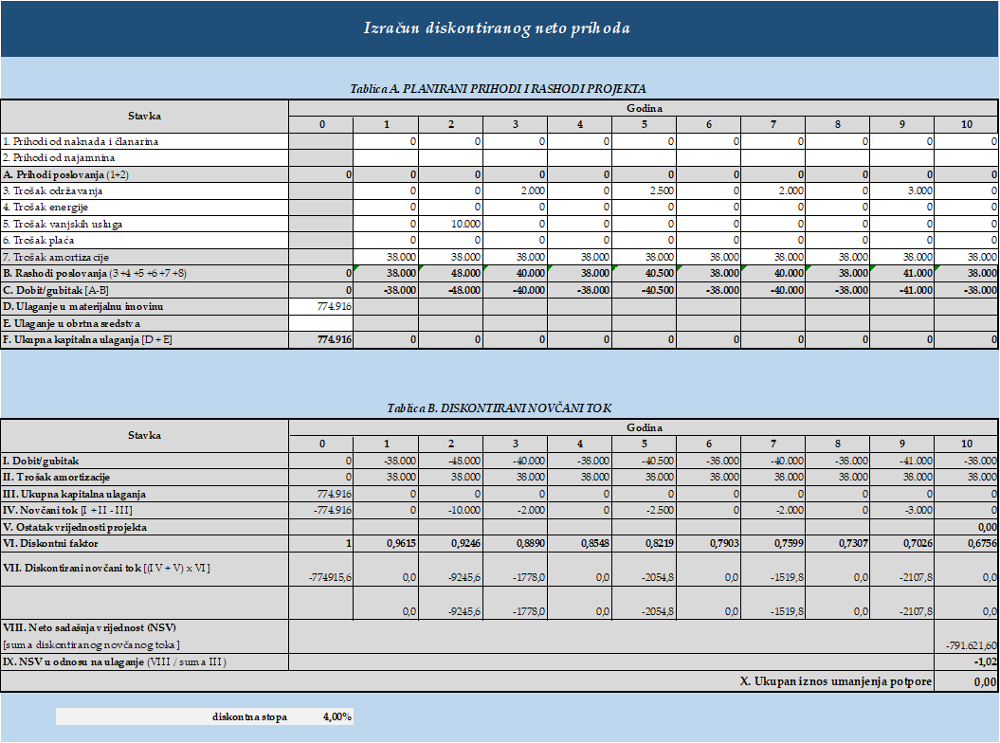 Izračun diskontiranog neto prihoda
Tablica A. PLANIRANI PRIHODI I RASHODI PROJEKTA
Stavka Godina
0 1 2 3 4 5 6 7 8 9 10
1. Prihodi od naknada i članarina 0 0 0 0 0 0 0 0 0 0
2. Prihodi od najamnina
A. Prihodi poslovanja (1+2) 0 0 0 0 0 0 0 0 0 0 0
3. Trošak održavanja 0 0 2.000 0 2.500 0 2.000 0 3.000 0
4. Trošak energije 0 0 0 0 0 0 0 0 0 0
5. Trošak vanjskih usluga 0 10.000 0 0 0 0 0 0 0 0
6. Trošak plaća 0 0 0 0 0 0 0 0 0 0
7. Trošak amortizacije 38.000 38.000 38.000 38.000 38.000 38.000 38.000 38.000 38.000 38.000
B. Rashodi poslovanja (3+4+5+6+7+8) 0 38.000 48.000 40.000 38.000 40.500 38.000 40.000 38.000 41.000 38.000
C. Dobit/gubitak [A-B] 0 -38.000 -48.000 -40.000 -38.000 -40.500 -38.000 -40.000 -38.000 -41.000 -38.000
D. Ulaganje u materijalnu imovinu 774.916
E. Ulaganje u obrtna sredstva
F. Ukupna kapitalna ulaganja [D + E] 774.916 0 0 0 0 0 0 0 0 0 0
Tablica B. DISKONTIRANI NOVČANI TOK
Stavka Godina
0 1 2 3 4 5 6 7 8 9 10
I. Dobit/gubitak 0 -38.000 -48.000 -40.000 -38.000 -40.500 -38.000 -40.000 -38.000 -41.000 -38.000
II. Trošak amortizacije 0 38.000 38.000 38.000 38.000 38.000 38.000 38.000 38.000 38.000 38.000
III. Ukupna kapitalna ulaganja 774.916 0 0 0 0 0 0 0 0 0 0
IV. Novčani tok [I + II - III] -774.916 0 -10.000 -2.000 0 -2.500 0 -2.000 0 -3.000 0
V. Ostatak vrijednosti projekta 0,00
VI. Diskontni faktor 1 0,9615 0,9246 0,8890 0,8548 0,8219 0,7903 0,7599 0,7307 0,7026 0,6756
VII. Diskontirani novčani tok [(IV + V) x VI] -774915,6 0,0 -9245,6 -1778,0 0,0 -2054,8 0,0 -1519,8 0,0 -2107,8 0,0
0,0 -9245,6 -1778,0 0,0 -2054,8 0,0 -1519,8 0,0 -2107,8 0,0
VIII. Neto sadašnja vrijednost (NSV)
[suma diskontiranog novčanog toka] -791.621,60
IX. NSV u odnosu na ulaganje (VIII / suma III) -1,02
X. Ukupan iznos umanjenja potpore 0,00
diskontna stopa 4,00%